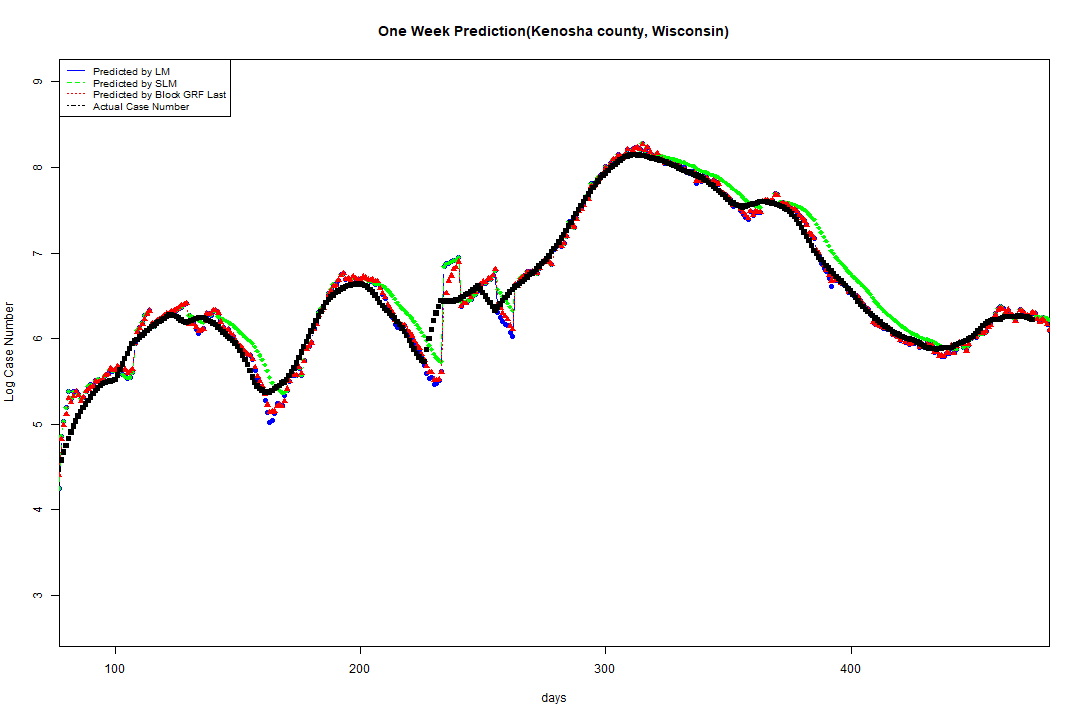 One Week Prediction(Kenosha county, Wisconsin)
Predicted by LM
Predicted by SLM
Predicted by Block GRF Last
Actual Case Number
9
8
7
6
5
4
3
Log Case Number
100 200 300 400
days